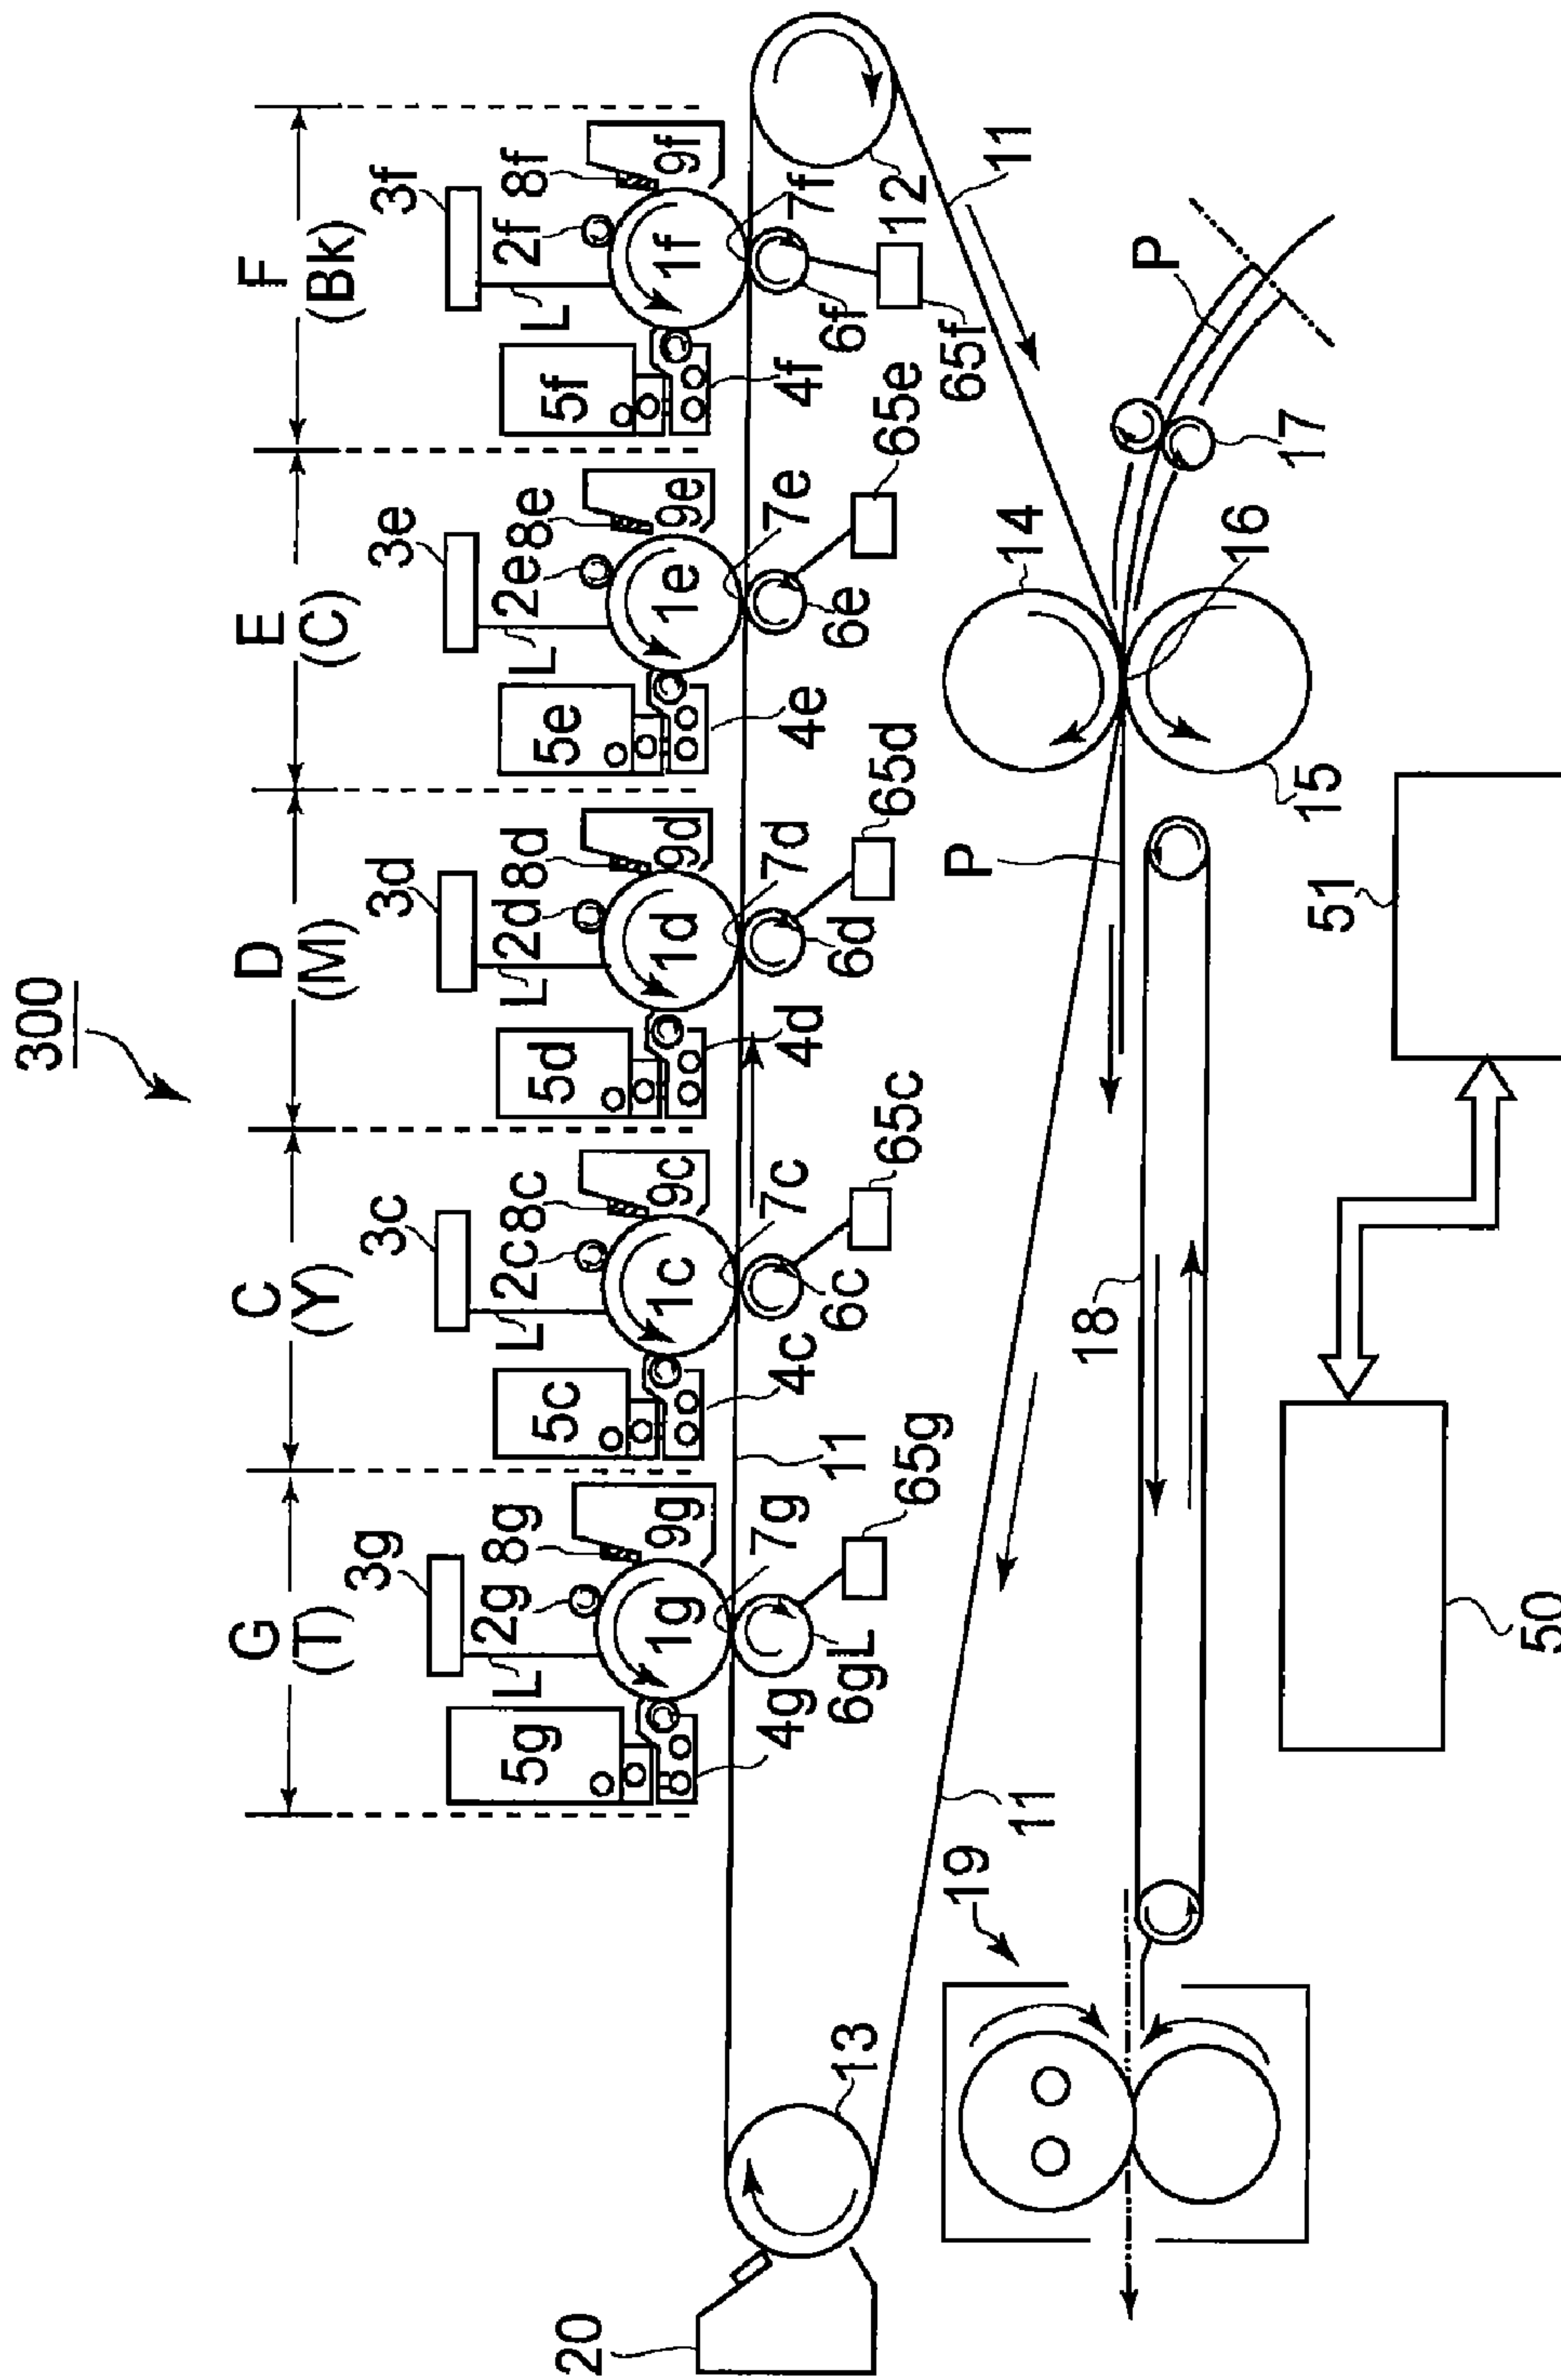 300
G
(T)
C
(Y)
D
(M)
E
(C)
F
(Bk)
3g
3c
3d
3e
3f
2g
8g
2c
8c
2d
8d
2e
8e
2f
8f
L
L
L
L
L
5g
1g
9g
5c
1c
9c
5d
1d
9d
5e
1e
9e
5f
1f
9f
4g
6gL
7g
65g
11
4c
6c
7c
65c
4d
6d
7d
65d
4e
6e
7e
65e
4f
6f
7f
65f
12
20
13
11
11
19
18
P
14
16
15
17
P
50
51